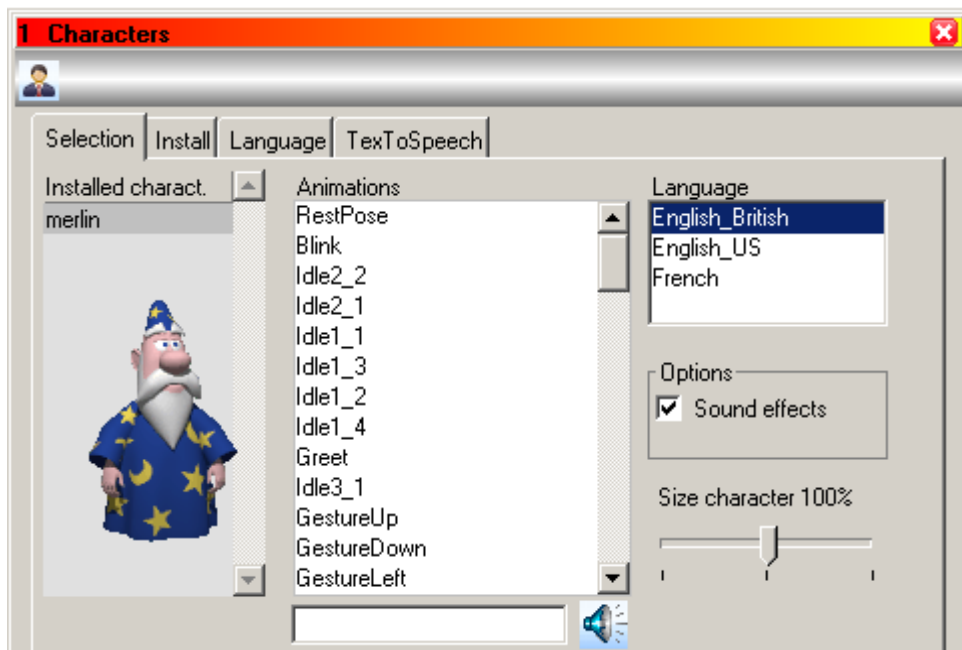 1 Characters
Selection Install Language TexToSpeech
Installed charact.
merlin
Animations
RestPose
Blink
Idle2_2
Idle2_1
Idle1_1
Idle1_3
Idle1_2
Idle1_4
Greet
Idle3_1
GestureUp
GestureDown
GestureLeft
Language
English_British
English_US
French
Options
Sound effects
Size character 100%